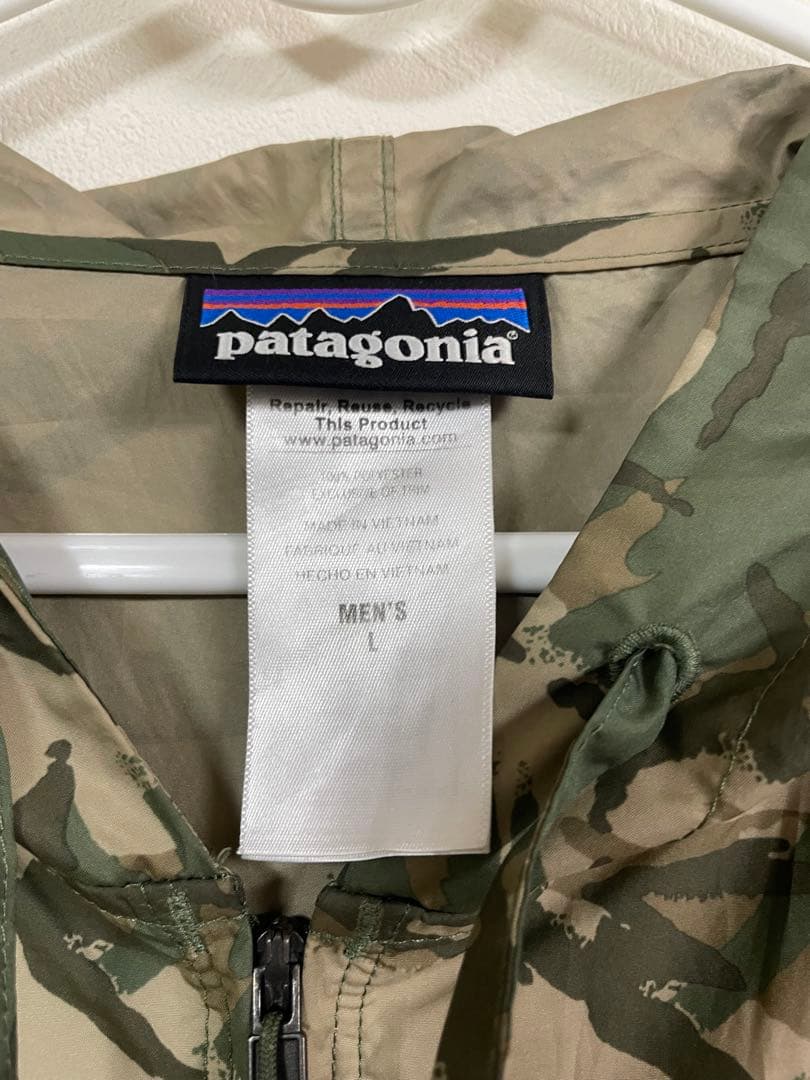 patagonia®
Repair, Reuse, Recycle
This Product
www.patagonia.com
100% POLYESTER
EXCLUSIVE OF TRIM
MADE IN VIETNAM
FABRIQUE AU VIETNAM
HECHO EN VIETNAM
MEN'S
L